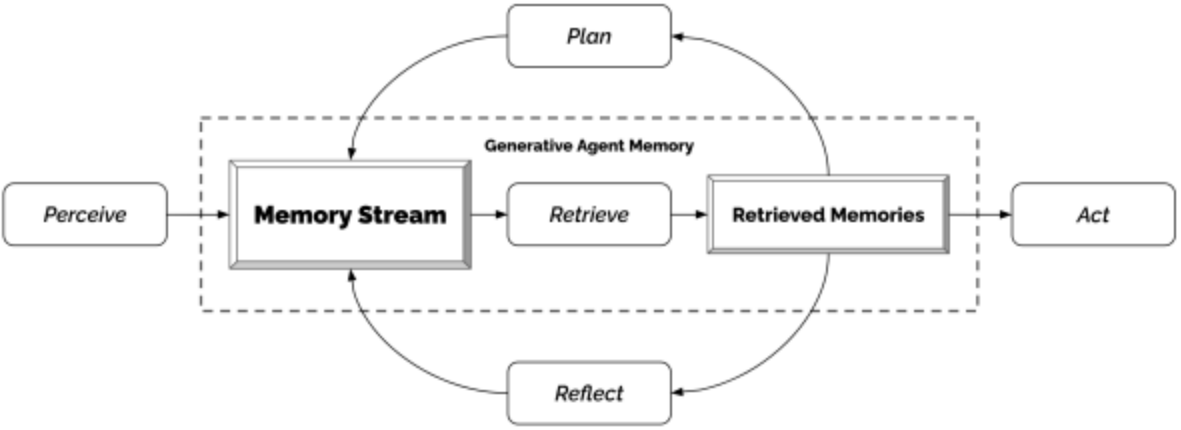 Plan
Generative Agent Memory
Perceive
Memory Stream
Retrieve
Retrieved Memories
Act
Reflect